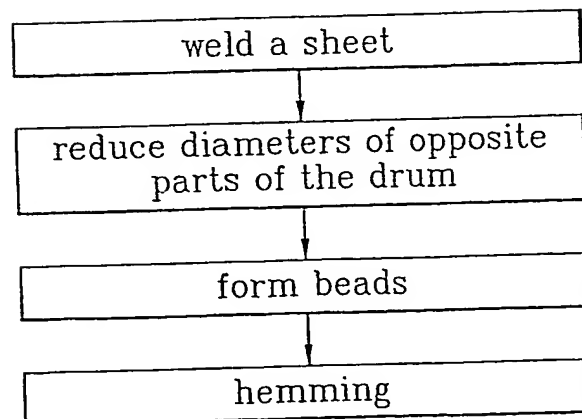 weld a sheet
reduce diameters of opposite
parts of the drum
form beads
hemming